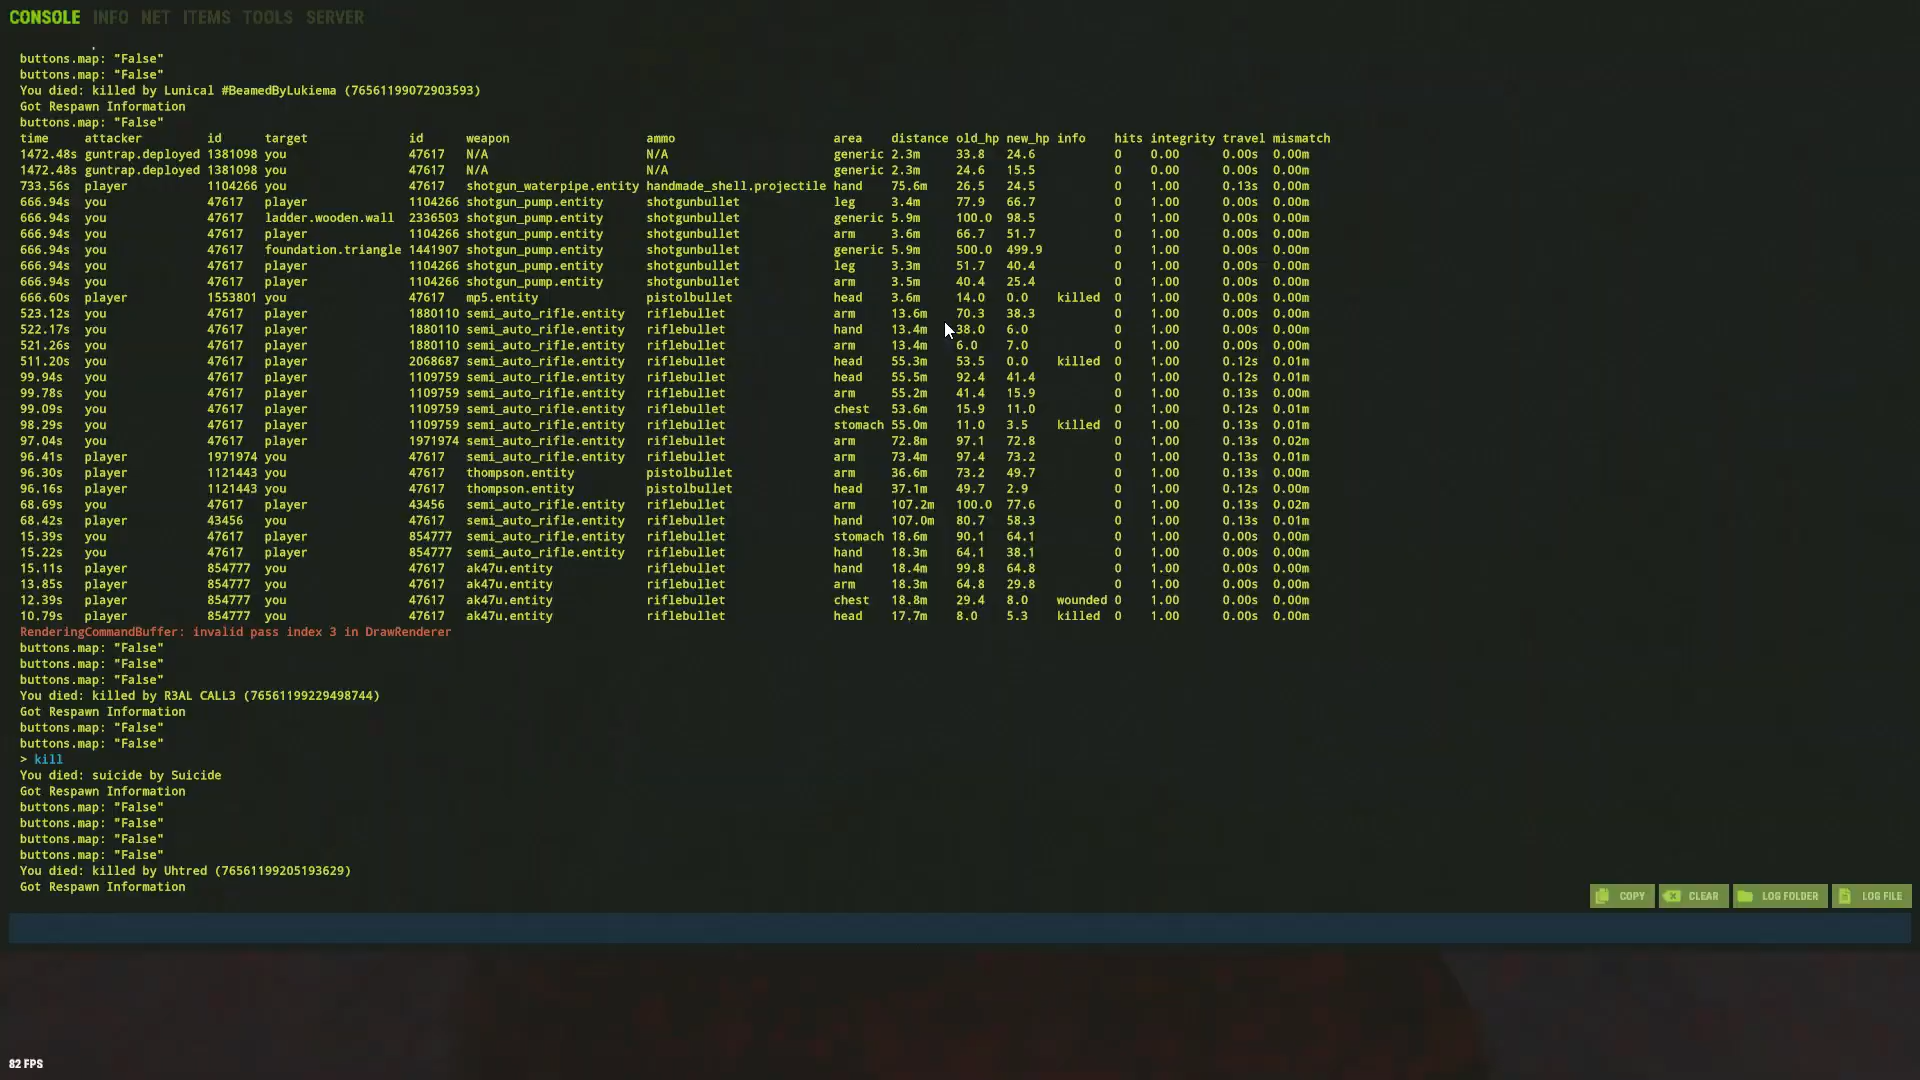 CONSOLE INFO NET ITEMS TOOLS SERVER
buttons.map: "False"
buttons.map: "False"
You died: killed by Lunical #BeamedByLukiema (76561199072903593)
Got Respawn Information
buttons.map: "False"
time attacker id target id weapon ammo area distance old_hp new_hp info hits integrity travel mismatch
1472.48s guntrap.deployed 1381098 you 47617 N/A N/A generic 2.3m 33.8 24.6 0 0.00 0.00s 0.00m
1472.48s guntrap.deployed 1381098 you 47617 N/A N/A generic 2.3m 24.6 15.5 0 0.00 0.00s 0.00m
733.56s player 1104266 you 47617 shotgun_waterpipe.entity handmade_shell.projectile hand 75.6m 26.5 24.5 0 1.00 0.13s 0.00m
666.94s you 47617 player 1104266 shotgun_pump.entity shotgunbullet leg 3.4m 77.9 66.7 0 1.00 0.00s 0.00m
666.94s you 47617 ladder.wooden.wall 2336503 shotgun_pump.entity shotgunbullet generic 5.9m 100.0 98.5 0 1.00 0.00s 0.00m
666.94s you 47617 player 1104266 shotgun_pump.entity shotgunbullet arm 3.6m 66.7 51.7 0 1.00 0.00s 0.00m
666.94s you 47617 foundation.triangle 1441907 shotgun_pump.entity shotgunbullet generic 5.9m 500.0 499.9 0 1.00 0.00s 0.00m
666.94s you 47617 player 1104266 shotgun_pump.entity shotgunbullet leg 3.3m 51.7 40.4 0 1.00 0.00s 0.00m
666.94s you 47617 player 1104266 shotgun_pump.entity shotgunbullet arm 3.5m 40.4 25.4 0 1.00 0.00s 0.00m
666.60s player 1553801 you 47617 mp5.entity pistolbullet head 3.6m 14.0 0.0 killed 0 1.00 0.00s 0.00m
523.12s you 47617 player 1880110 semi_auto_rifle.entity riflebullet arm 13.6m 70.3 38.3 0 1.00 0.00s 0.00m
522.17s you 47617 player 1880110 semi_auto_rifle.entity riflebullet hand 13.4m 38.0 6.0 0 1.00 0.00s 0.00m
521.26s you 47617 player 1880110 semi_auto_rifle.entity riflebullet arm 13.4m 6.0 7.0 0 1.00 0.00s 0.00m
511.20s you 47617 player 2068687 semi_auto_rifle.entity riflebullet head 55.3m 53.5 0.0 killed 0 1.00 0.12s 0.01m
99.94s you 47617 player 1109759 semi_auto_rifle.entity riflebullet head 55.5m 92.4 41.4 0 1.00 0.12s 0.01m
99.78s you 47617 player 1109759 semi_auto_rifle.entity riflebullet arm 55.2m 41.4 15.9 0 1.00 0.13s 0.00m
99.09s you 47617 player 1109759 semi_auto_rifle.entity riflebullet chest 53.6m 15.9 11.0 0 1.00 0.12s 0.01m
98.29s you 47617 player 1109759 semi_auto_rifle.entity riflebullet stomach 55.0m 11.0 3.5 killed 0 1.00 0.13s 0.01m
97.04s you 47617 player 1971974 semi_auto_rifle.entity riflebullet arm 72.8m 97.1 72.8 0 1.00 0.13s 0.02m
96.41s player 1971974 you 47617 semi_auto_rifle.entity riflebullet arm 73.4m 97.4 73.2 0 1.00 0.13s 0.01m
96.30s player 1121443 you 47617 thompson.entity pistolbullet arm 36.6m 73.2 49.7 0 1.00 0.13s 0.00m
96.16s player 1121443 you 47617 thompson.entity pistolbullet head 37.1m 49.7 2.9 0 1.00 0.12s 0.00m
68.69s you 47617 player 43456 semi_auto_rifle.entity riflebullet arm 107.2m 100.0 77.6 0 1.00 0.13s 0.02m
68.42s player 43456 you 47617 semi_auto_rifle.entity riflebullet hand 107.0m 80.7 58.3 0 1.00 0.13s 0.01m
15.39s you 47617 player 854777 semi_auto_rifle.entity riflebullet stomach 18.6m 90.1 64.1 0 1.00 0.00s 0.00m
15.22s you 47617 player 854777 semi_auto_rifle.entity riflebullet hand 18.3m 64.1 38.1 0 1.00 0.00s 0.00m
15.11s player 854777 you 47617 ak47u.entity riflebullet hand 18.4m 99.8 64.8 0 1.00 0.00s 0.00m
13.85s player 854777 you 47617 ak47u.entity riflebullet arm 18.3m 64.8 29.8 0 1.00 0.00s 0.00m
12.39s player 854777 you 47617 ak47u.entity riflebullet chest 18.8m 29.4 8.0 wounded 0 1.00 0.00s 0.00m
10.79s player 854777 you 47617 ak47u.entity riflebullet head 17.7m 8.0 5.3 killed 0 1.00 0.00s 0.00m
RenderingCommandBuffer: invalid pass index 3 in DrawRenderer
buttons.map: "False"
buttons.map: "False"
buttons.map: "False"
You died: killed by R3AL CALL3 (76561199229498744)
Got Respawn Information
buttons.map: "False"
buttons.map: "False"
> kill
You died: suicide by Suicide
Got Respawn Information
buttons.map: "False"
buttons.map: "False"
buttons.map: "False"
buttons.map: "False"
You died: killed by Uhtred (76561199205193629)
Got Respawn Information
COPY CLEAR LOG FOLDER LOG FILE
82 FPS